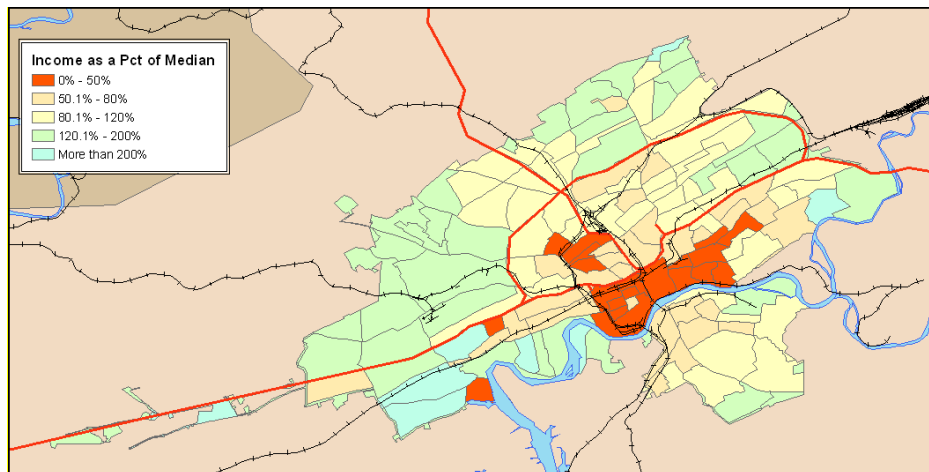 Income as a Pct of Median
0% - 50%
50.1% - 80%
80.1% - 120%
120.1% - 200%
More than 200%